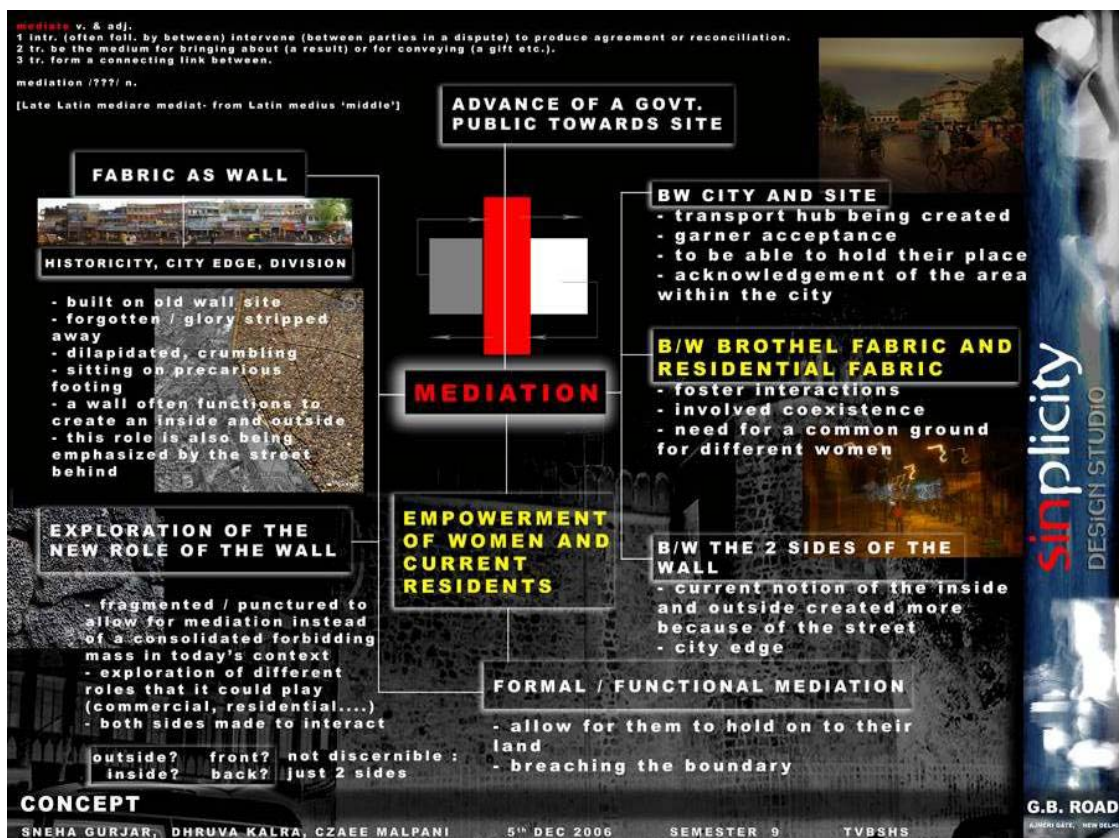 mediate v. & adj.
1 intr. (often foll. by between) intervene (between parties in a dispute) to produce agreement or reconciliation.
2 tr. be the medium for bringing about (a result) or for conveying (a gift etc.).
3 tr. form a connecting link between.
mediation /???/ n.
[Late Latin mediare mediat- from Latin medius ‘middle’]
ADVANCE OF A GOVT.
PUBLIC TOWARDS SITE
FABRIC AS WALL
HISTORICITY, CITY EDGE, DIVISION
- built on old wall site
- forgotten / glory stripped
away
- dilapidated, crumbling
- sitting on precarious
footing
- a wall often functions to
create an inside and outside
- this role is also being
emphasized by the street
behind
MEDIATION
BW CITY AND SITE
- transport hub being created
- garner acceptance
- to be able to hold their place
- acknowledgement of the area
within the city
B/W BROTHEL FABRIC AND
RESIDENTIAL FABRIC
- foster interactions
- involved coexistence
- need for a common ground
for different women
EXPLORATION OF THE
NEW ROLE OF THE WALL
- fragmented / punctured to
allow for mediation instead
of a consolidated forbidding
mass in today's context
- exploration of different
roles that it could play
(commercial, residential....)
- both sides made to interact
outside? front? not discernible :
inside? back? just 2 sides
EMPOWERMENT
OF WOMEN AND
CURRENT
RESIDENTS
B/W THE 2 SIDES OF THE
WALL
- current notion of the inside
and outside created more
because of the street
- city edge
FORMAL / FUNCTIONAL MEDIATION
- allow for them to hold on to their
land
- breaching the boundary
sinplicity
DESIGN STUDIO
G.B. ROAD
AJMERI GATE, NEW DELHI
CONCEPT
SNEHA GURJAR, DHRUVA KALRA, CZAEE MALPANI 5th DEC 2006 SEMESTER 9 TVBSHS